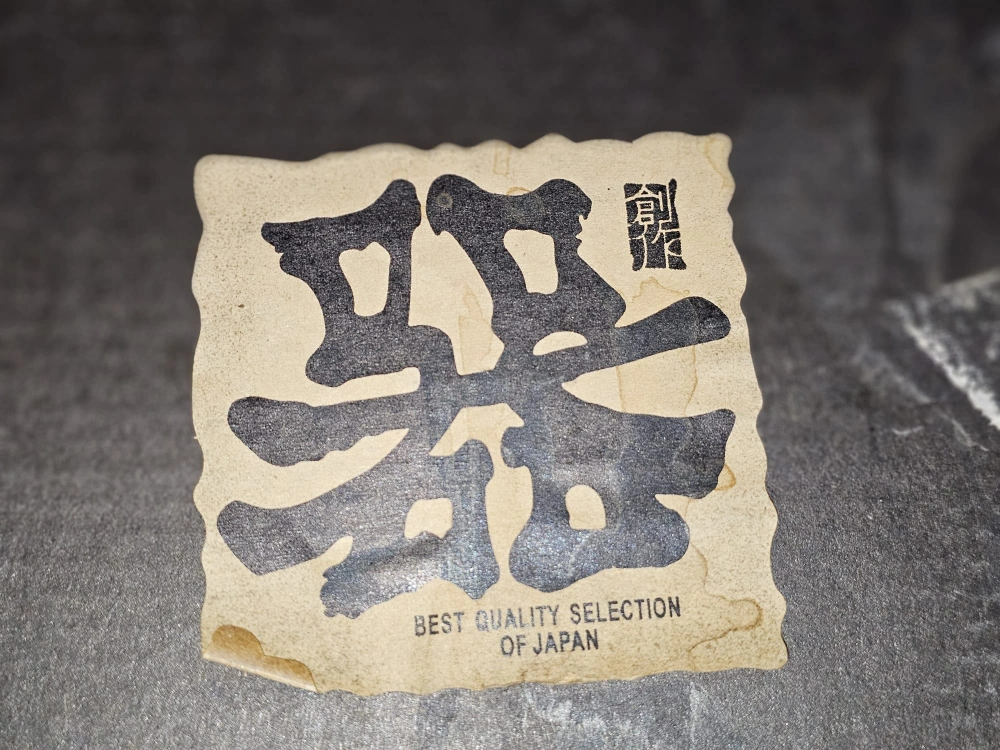 創作
器
BEST QUALITY SELECTION
OF JAPAN